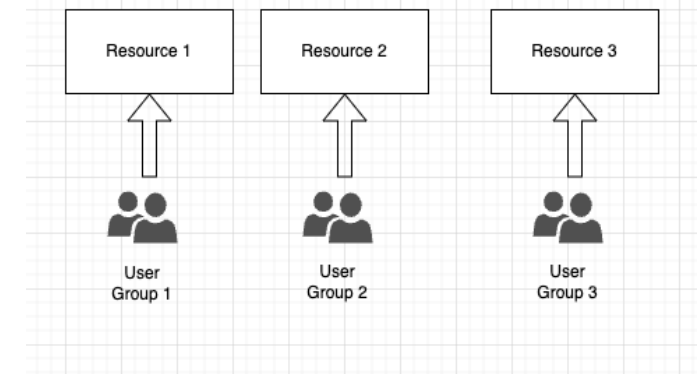 Resource 1
Resource 2
Resource 3
User
Group 1
User
Group 2
User
Group 3